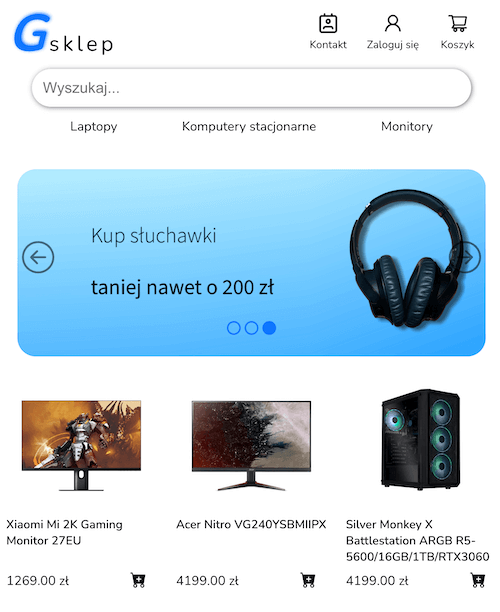 Gsklep
Kontakt
Zaloguj się
Koszyk
Wyszukaj...
Laptopy
Komputery stacjonarne
Monitory
Kup słuchawki
taniej nawet o 200 zł
Xiaomi Mi 2K Gaming
Monitor 27EU
1269.00 zł
Acer Nitro VG240YSBMIIPX
4199.00 zł
Silver Monkey X
Battlestation ARGB R5-
5600/16GB/1TB/RTX3060
4199.00 zł